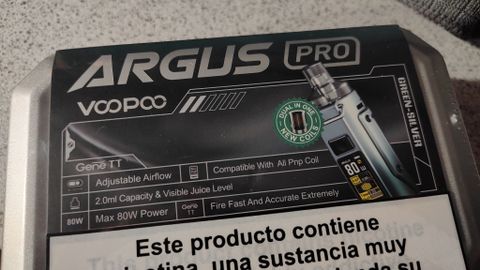 ARGUS PRO
VOOPOO
GREEN-SILVER
DUAL IN ONE
NEW COILS
Gene TT
Adjustable Airflow
Compatible With All Pnp Coil
2.0ml Capacity & Visible Juice Level
80W Max 80W Power
Gene TT Fire Fast And Accurate Extremely
80
Este producto contiene
nicotina, una sustancia muy